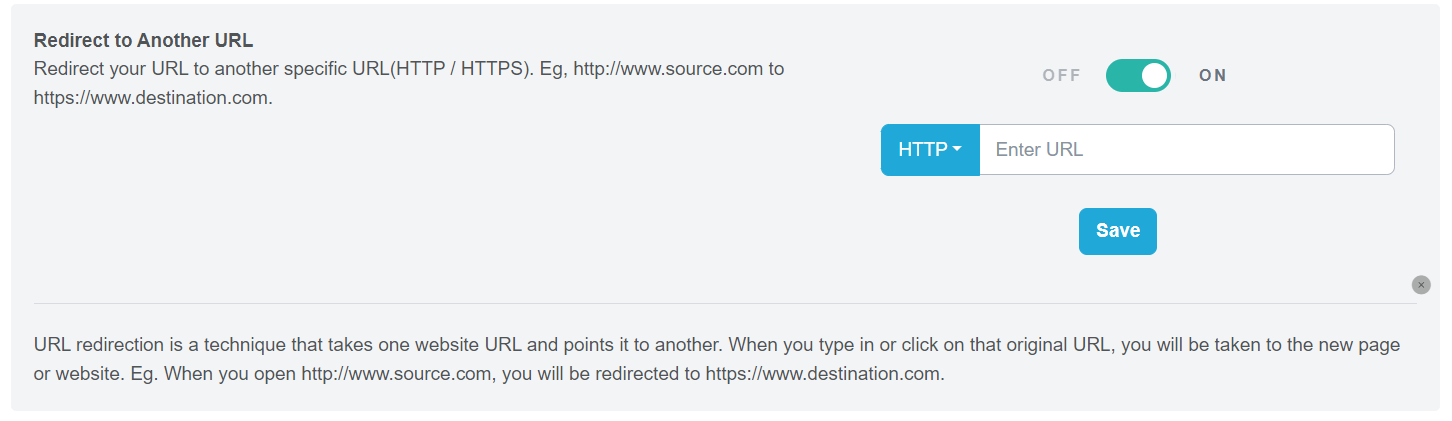 Redirect to Another URL
Redirect your URL to another specific URL(HTTP / HTTPS). Eg, http://www.source.com to
https://www.destination.com.
OFF ON
HTTP Enter URL
Save
URL redirection is a technique that takes one website URL and points it to another. When you type in or click on that original URL, you will be taken to the new page
or website. Eg. When you open http://www.source.com, you will be redirected to https://www.destination.com.